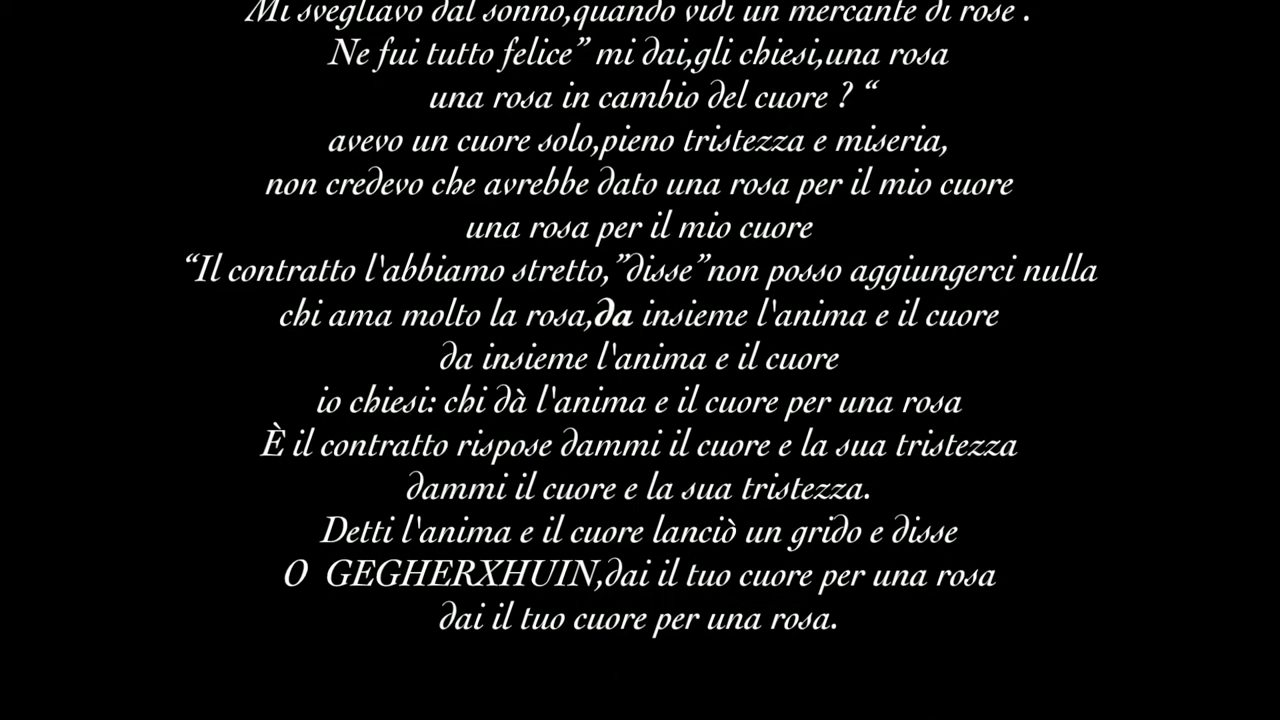 Mi svegliavo dal sonno,quando vidi un mercante di rose .
Ne fui tutto felice” mi dai,gli chiesi,una rosa
una rosa in cambio del cuore ? “
avevo un cuore solo,pieno tristezza e miseria,
non credevo che avrebbe dato una rosa per il mio cuore
una rosa per il mio cuore
“Il contratto l'abbiamo stretto,”disse”non posso aggiungerci nulla
chi ama molto la rosa,da insieme l'anima e il cuore
da insieme l'anima e il cuore
io chiesi: chi dà l'anima e il cuore per una rosa
È il contratto rispose dammi il cuore e la sua tristezza
dammi il cuore e la sua tristezza.
Detti l'anima e il cuore lanciò un grido e disse
O GEGHERXHUIN,dai il tuo cuore per una rosa
dai il tuo cuore per una rosa.